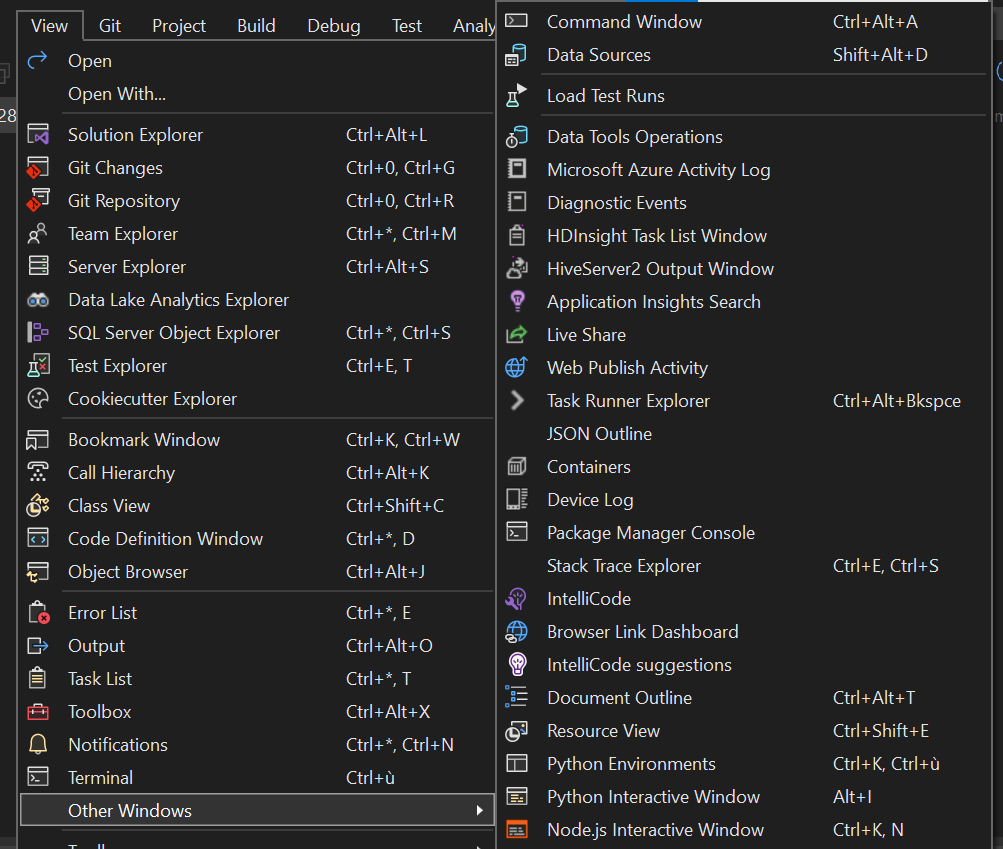 View Git Project Build Debug Test Analy
Open
Open With...
Solution Explorer Ctrl+Alt+L
Git Changes Ctrl+0, Ctrl+G
Git Repository Ctrl+0, Ctrl+R
Team Explorer Ctrl+*, Ctrl+M
Server Explorer Ctrl+Alt+S
Data Lake Analytics Explorer
SQL Server Object Explorer Ctrl+*, Ctrl+S
Test Explorer Ctrl+E, T
Cookiecutter Explorer
Bookmark Window Ctrl+K, Ctrl+W
Call Hierarchy Ctrl+Alt+K
Class View Ctrl+Shift+C
Code Definition Window Ctrl+*, D
Object Browser Ctrl+Alt+J
Error List Ctrl+*, E
Output Ctrl+Alt+O
Task List Ctrl+*, T
Toolbox Ctrl+Alt+X
Notifications Ctrl+*, Ctrl+N
Terminal Ctrl+ù
Other Windows
28
Command Window Ctrl+Alt+A
Data Sources Shift+Alt+D
Load Test Runs
Data Tools Operations
Microsoft Azure Activity Log
Diagnostic Events
HDInsight Task List Window
HiveServer2 Output Window
Application Insights Search
Live Share
Web Publish Activity
Task Runner Explorer Ctrl+Alt+Bkspce
JSON Outline
Containers
Device Log
Package Manager Console
Stack Trace Explorer Ctrl+E, Ctrl+S
IntelliCode
Browser Link Dashboard
IntelliCode suggestions
Document Outline Ctrl+Alt+T
Resource View Ctrl+Shift+E
Python Environments Ctrl+K, Ctrl+ù
Python Interactive Window Alt+I
Node.js Interactive Window Ctrl+K, N